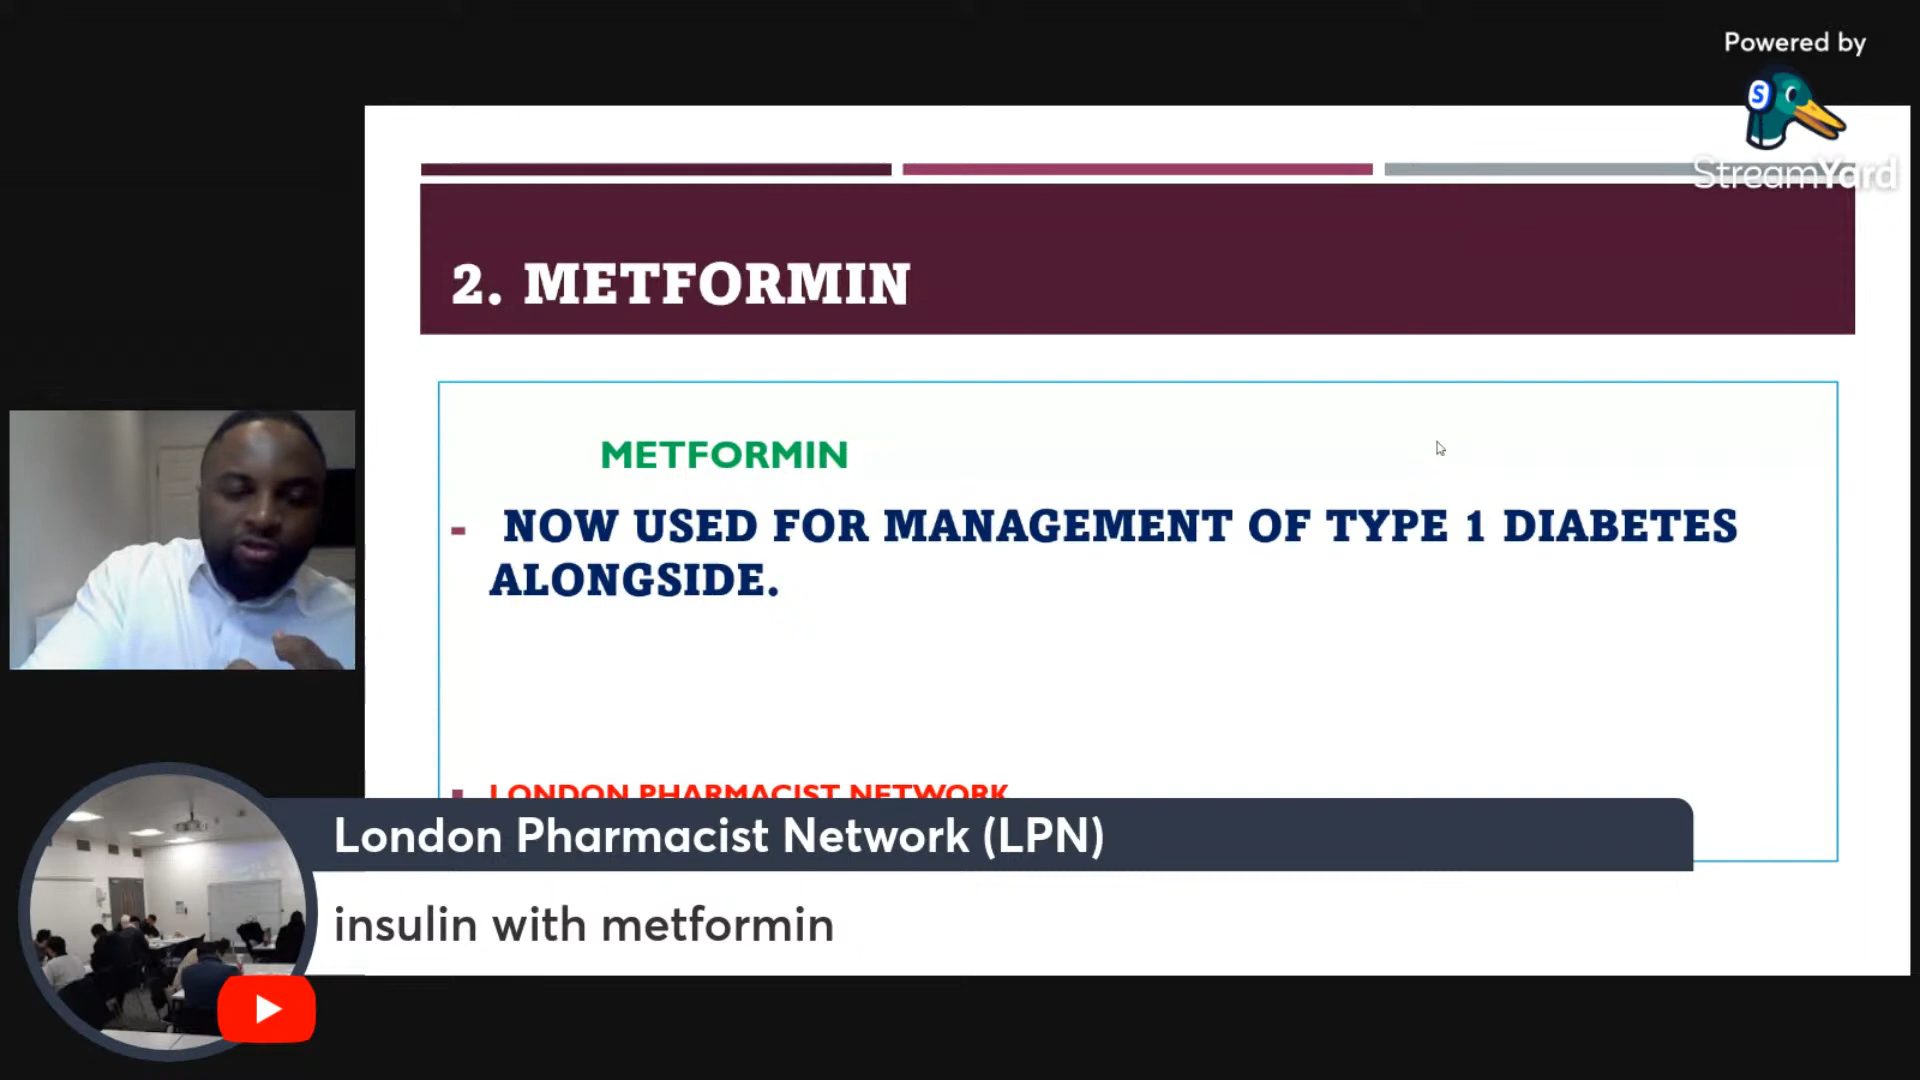 Powered by
StreamYard
2. METFORMIN
METFORMIN
- NOW USED FOR MANAGEMENT OF TYPE 1 DIABETES
ALONGSIDE.
LONDON PHARMACIST NETWORK
London Pharmacist Network (LPN)
insulin with metformin